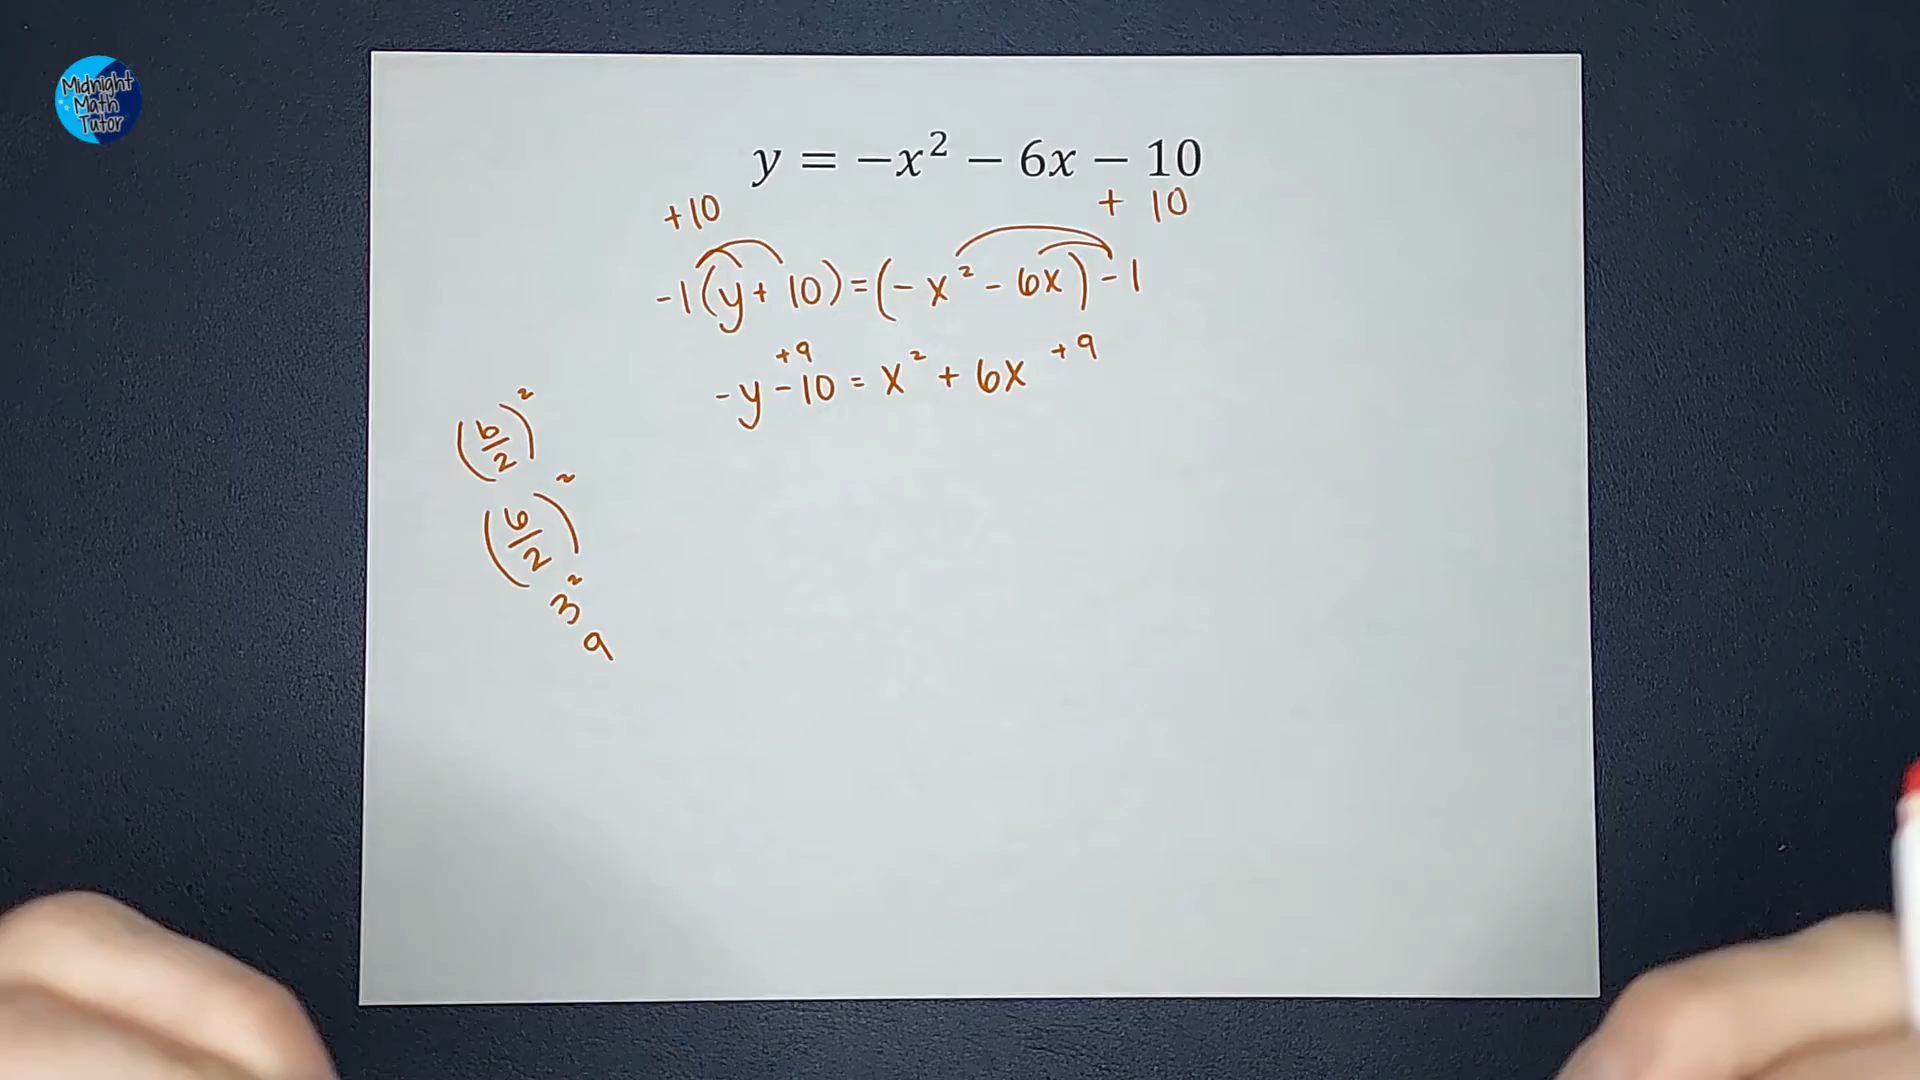 Midnight
Math
Tutor
y = −x² − 6x − 10
+10 + 10
-1(y+ 10)=(-x²-6x)-1
+9 +9
-y-10 = x² + 6x
(b/2)²
(6/2)²
3²
9